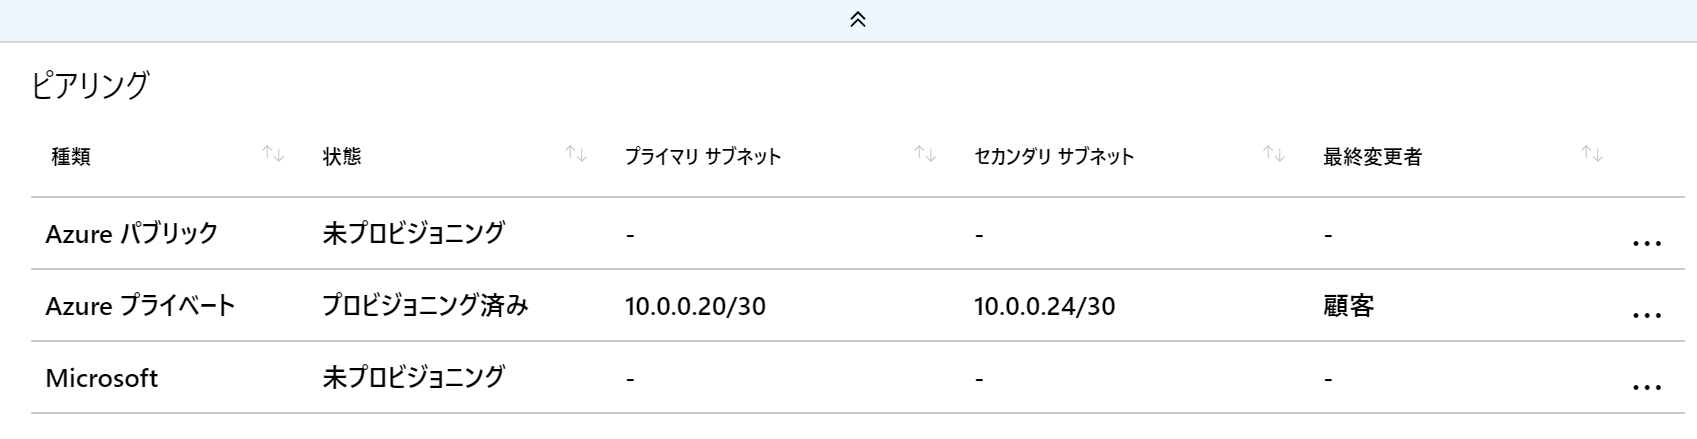 ピアリング
種類 状態 プライマリ サブネット セカンダリ サブネット 最終変更者
Azure パブリック 未プロビジョニング - - - ...
Azure プライベート プロビジョニング済み 10.0.0.20/30 10.0.0.24/30 顧客 ...
Microsoft 未プロビジョニング - - - ...